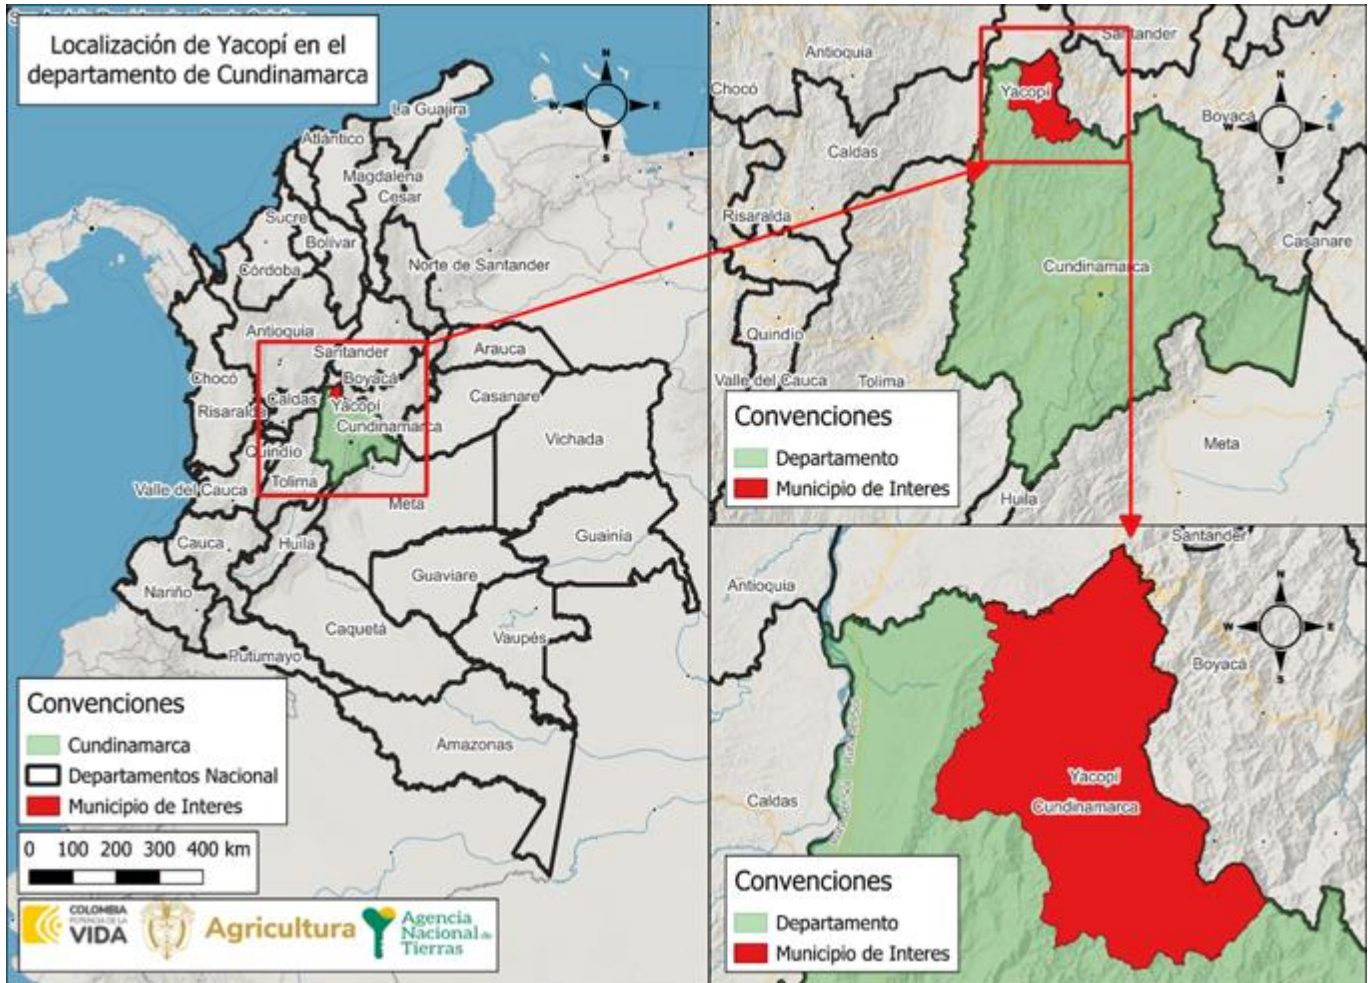 Localización de Yacopí en el
departamento de Cundinamarca
N
W
E
S
La Guajira
Atlántico
Magdalena
Cesar
Sucre
Bolívar
Córdoba
Norte de Santander
Antioquia
Santander
Arauca
Chocó
Boyacá
Caldas
Casanare
Risaralda
Yacopí
Cundinamarca
Vichada
Quindío
Tolima
Valle del Cauca
Meta
Cauca
Huila
Guainía
Guaviare
Nariño
Caquetá
Vaupés
Putumayo
Amazonas
Convenciones
Cundinamarca
Departamentos Nacional
Municipio de Interes
0 100 200 300 400 km
COLOMBIA
POTENCIA DE LA
VIDA
Agricultura
Agencia
Nacional de
Tierras
Santander
Antioquia
N
Chocó
Yacopí
Boyacá
W
E
Caldas
S
Risaralda
Casanare
Cundinamarca
Quindío
Valle del Cauca
Tolima
Convenciones
Departamento
Municipio de Interes
Meta
Huila
Santander
Antioquia
N
W
E
S
Boyacá
Yacopí
Caldas
Cundinamarca
Convenciones
Departamento
Municipio de Interes